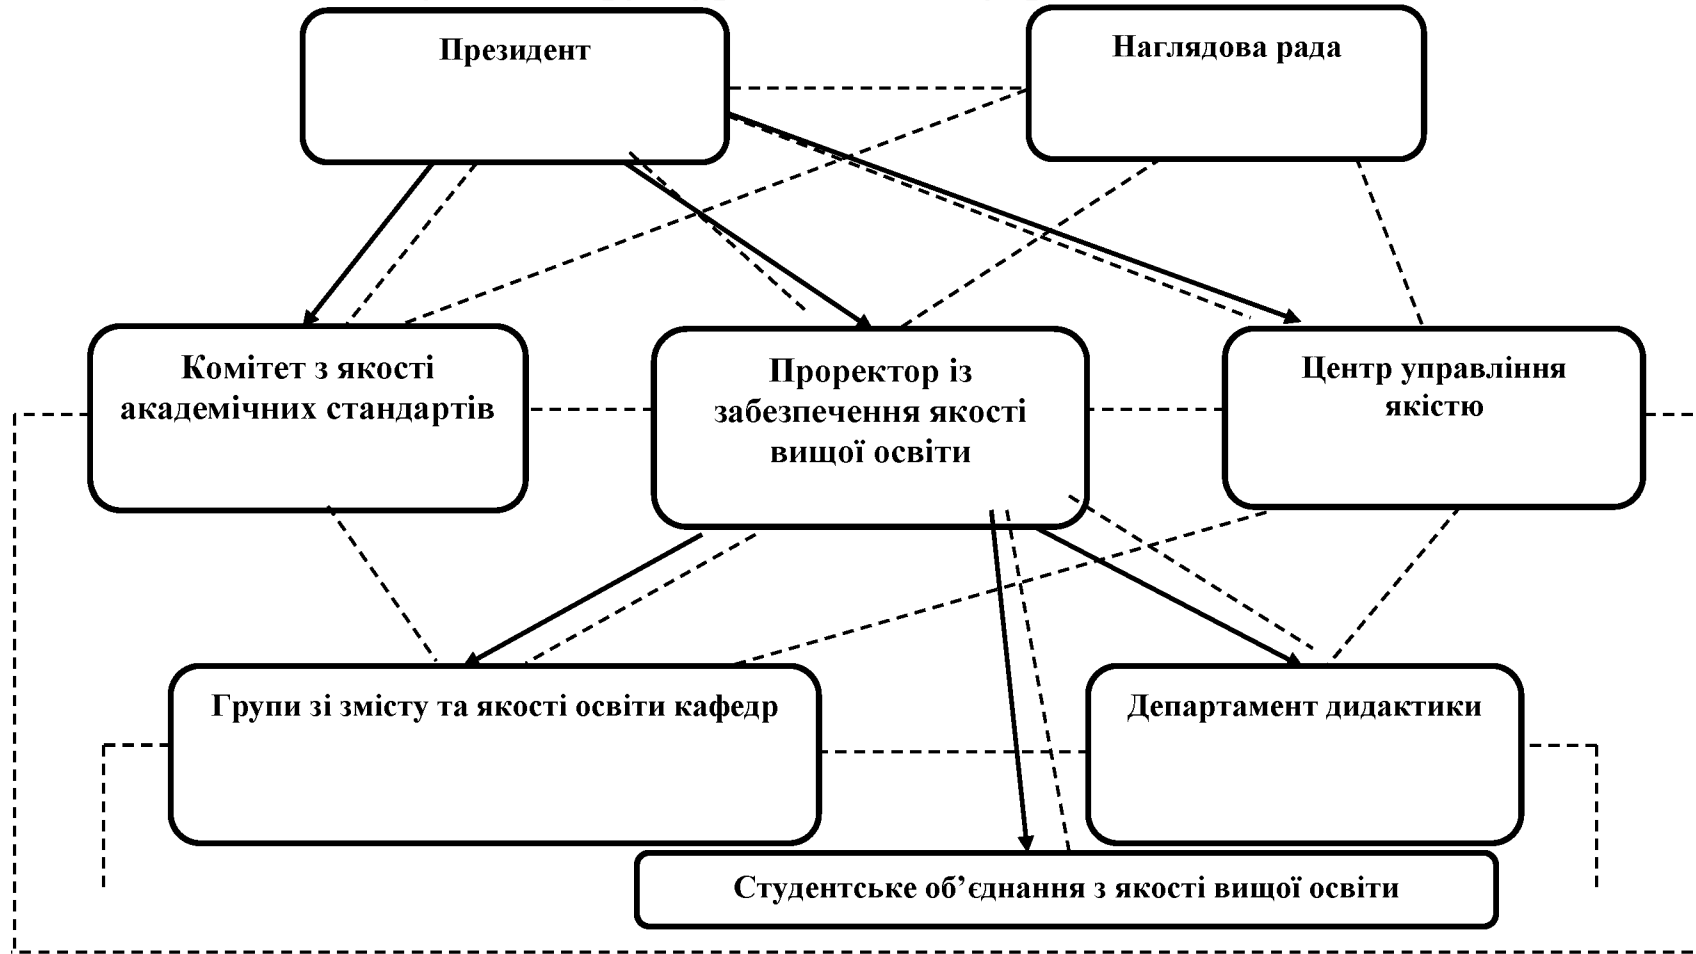 Президент
Наглядова рада
Комітет з якості
академічних стандартів
Проректор із
забезпечення якості
вищої освіти
Центр управління
якістю
Групи зі змісту та якості освіти кафедр
Департамент дидактики
Студентське об’єднання з якості вищої освіти